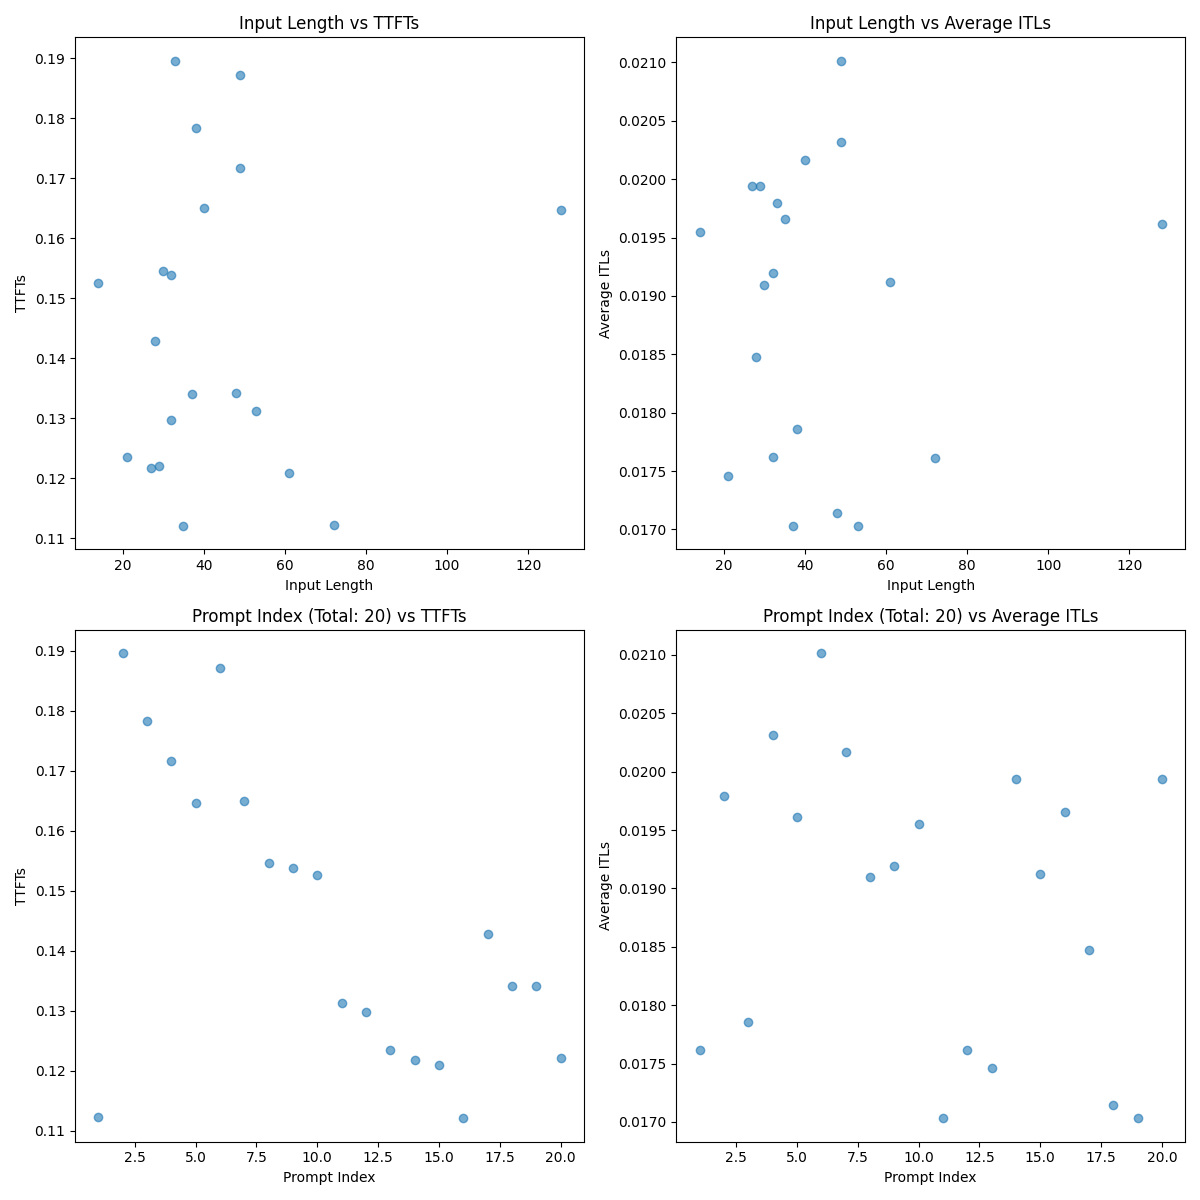 Input Length vs TTFTs
0.19
0.18
0.17
0.16
0.15
0.14
0.13
0.12
0.11
TTFTs
20 40 60 80 100 120
Input Length
Input Length vs Average ITLs
0.0210
0.0205
0.0200
0.0195
0.0190
0.0185
0.0180
0.0175
0.0170
Average ITLs
20 40 60 80 100 120
Input Length
Prompt Index (Total: 20) vs TTFTs
0.19
0.18
0.17
0.16
0.15
0.14
0.13
0.12
0.11
TTFTs
2.5 5.0 7.5 10.0 12.5 15.0 17.5 20.0
Prompt Index
Prompt Index (Total: 20) vs Average ITLs
0.0210
0.0205
0.0200
0.0195
0.0190
0.0185
0.0180
0.0175
0.0170
Average ITLs
2.5 5.0 7.5 10.0 12.5 15.0 17.5 20.0
Prompt Index